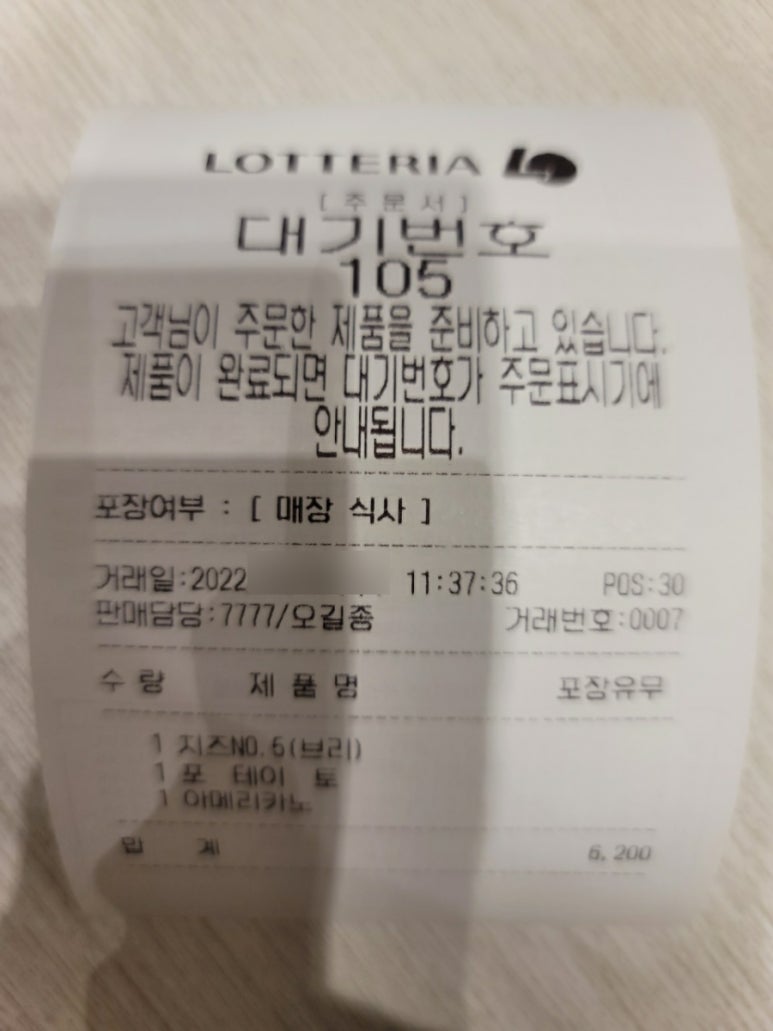 LOTTERIA
[주문서]
대기번호
105
고객님이 주문한 제품을 준비하고 있습니다.
제품이 완료되면 대기번호가 주문표시기에
안내됩니다.
포장여부 : [ 매장 식사 ]
거래일:2022 11:37:36 POS:30
판매담당:7777/오길종 거래번호:0007
수량 제품명 포장유무
1 치즈NO.5(브리)
1 포테이토
1 아메리카노
합계 6,200